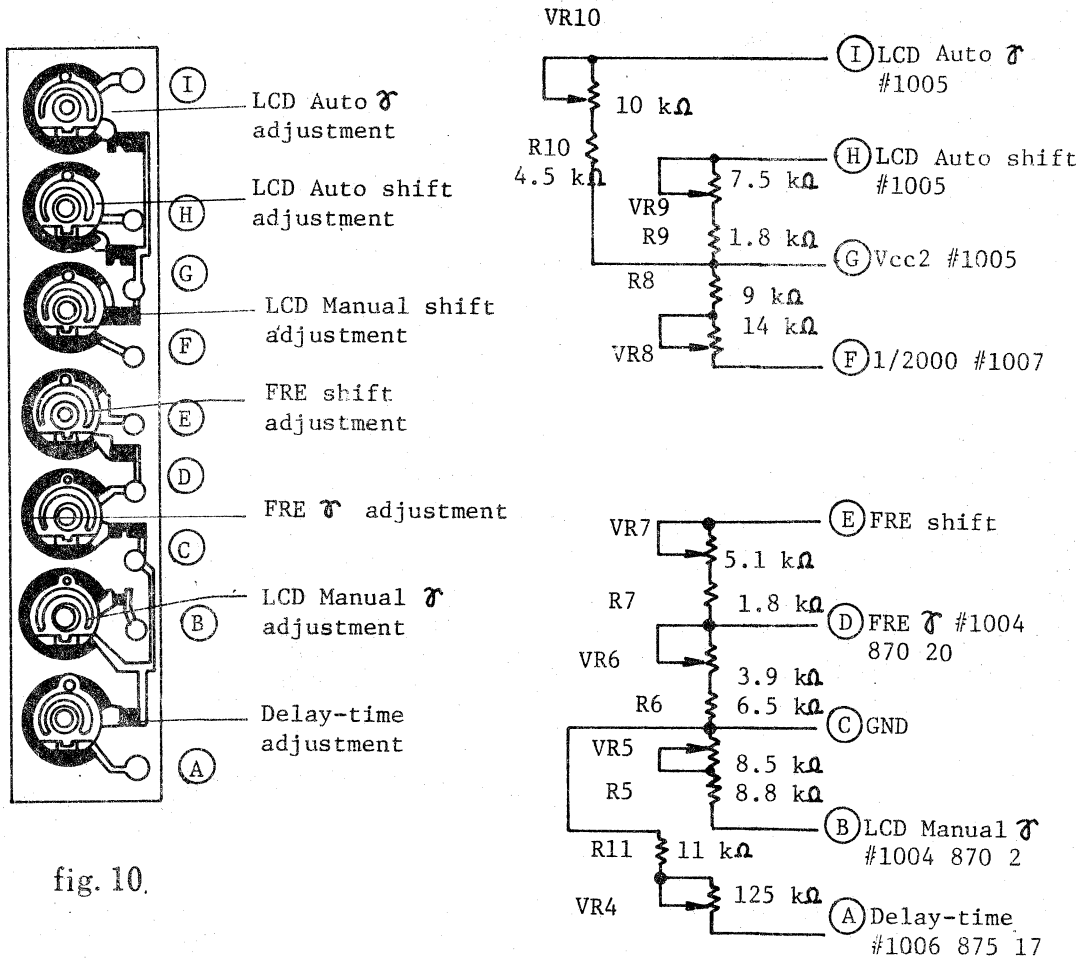 I
LCD Auto γ
adjustment
LCD Auto shift
adjustment
H
G
LCD Manual shift
adjustment
F
FRE shift
adjustment
E
D
FRE γ adjustment
C
LCD Manual γ
adjustment
B
Delay-time
adjustment
A
fig. 10.
VR10
10 kΩ
R10
4.5 kΩ
I LCD Auto γ
#1005
H LCD Auto shift
#1005
7.5 kΩ
VR9
R9
1.8 kΩ
G Vcc2 #1005
R8
9 kΩ
14 kΩ
VR8
F 1/2000 #1007
VR7
E FRE shift
5.1 kΩ
R7
1.8 kΩ
D FRE γ #1004
870 20
VR6
3.9 kΩ
R6
6.5 kΩ
C GND
VR5
8.5 kΩ
R5
8.8 kΩ
B LCD Manual γ
#1004 870 2
R11
11 kΩ
VR4
125 kΩ
A Delay-time
#1006 875 17